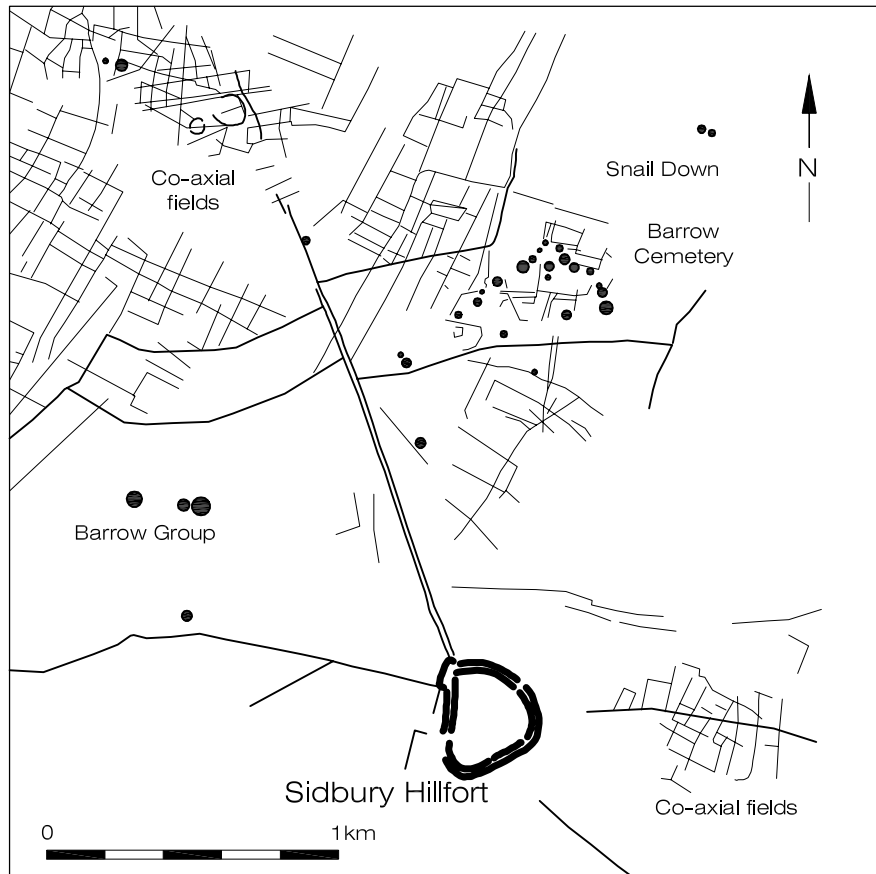 Co-axial
fields
Snail Down
N
Barrow
Cemetery
Barrow Group
Sidbury Hillfort
Co-axial fields
0 1km